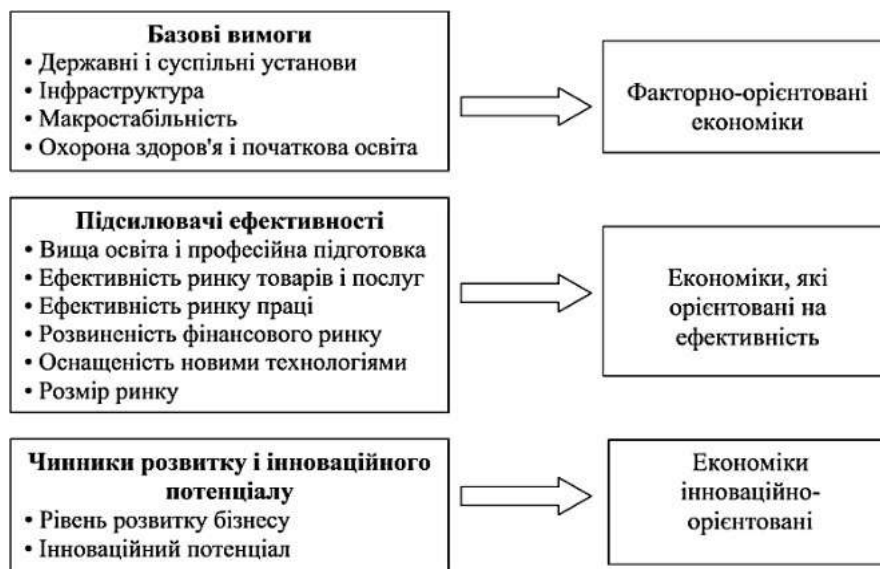 Базові вимоги
• Державні і суспільні установи
• Інфраструктура
• Макростабільність
• Охорона здоров'я і початкова освіта
Факторно-орієнтовані
економіки
Підсилювачі ефективності
• Вища освіта і професійна підготовка
• Ефективність ринку товарів і послуг
• Ефективність ринку праці
• Розвиненість фінансового ринку
• Оснащеність новими технологіями
• Розмір ринку
Економіки, які
орієнтовані на
ефективність
Чинники розвитку і інноваційного
потенціалу
• Рівень розвитку бізнесу
• Інноваційний потенціал
Економіки
інноваційно-
орієнтовані